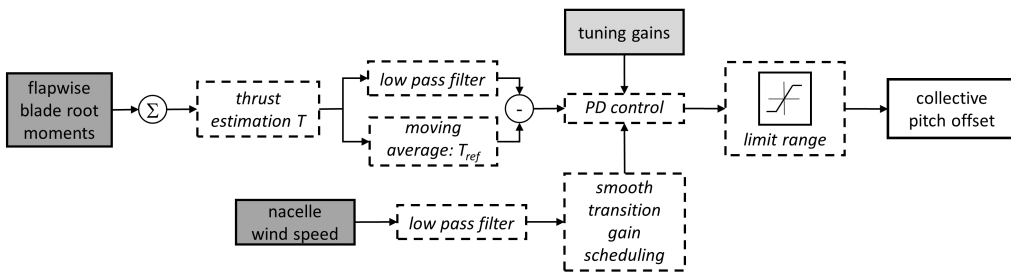 tuning gains
flapwise
blade root
moments
Σ
thrust
estimation T
low pass filter
moving
average: T_ref
-
PD control
limit range
collective
pitch offset
nacelle
wind speed
low pass filter
smooth
transition
gain
scheduling